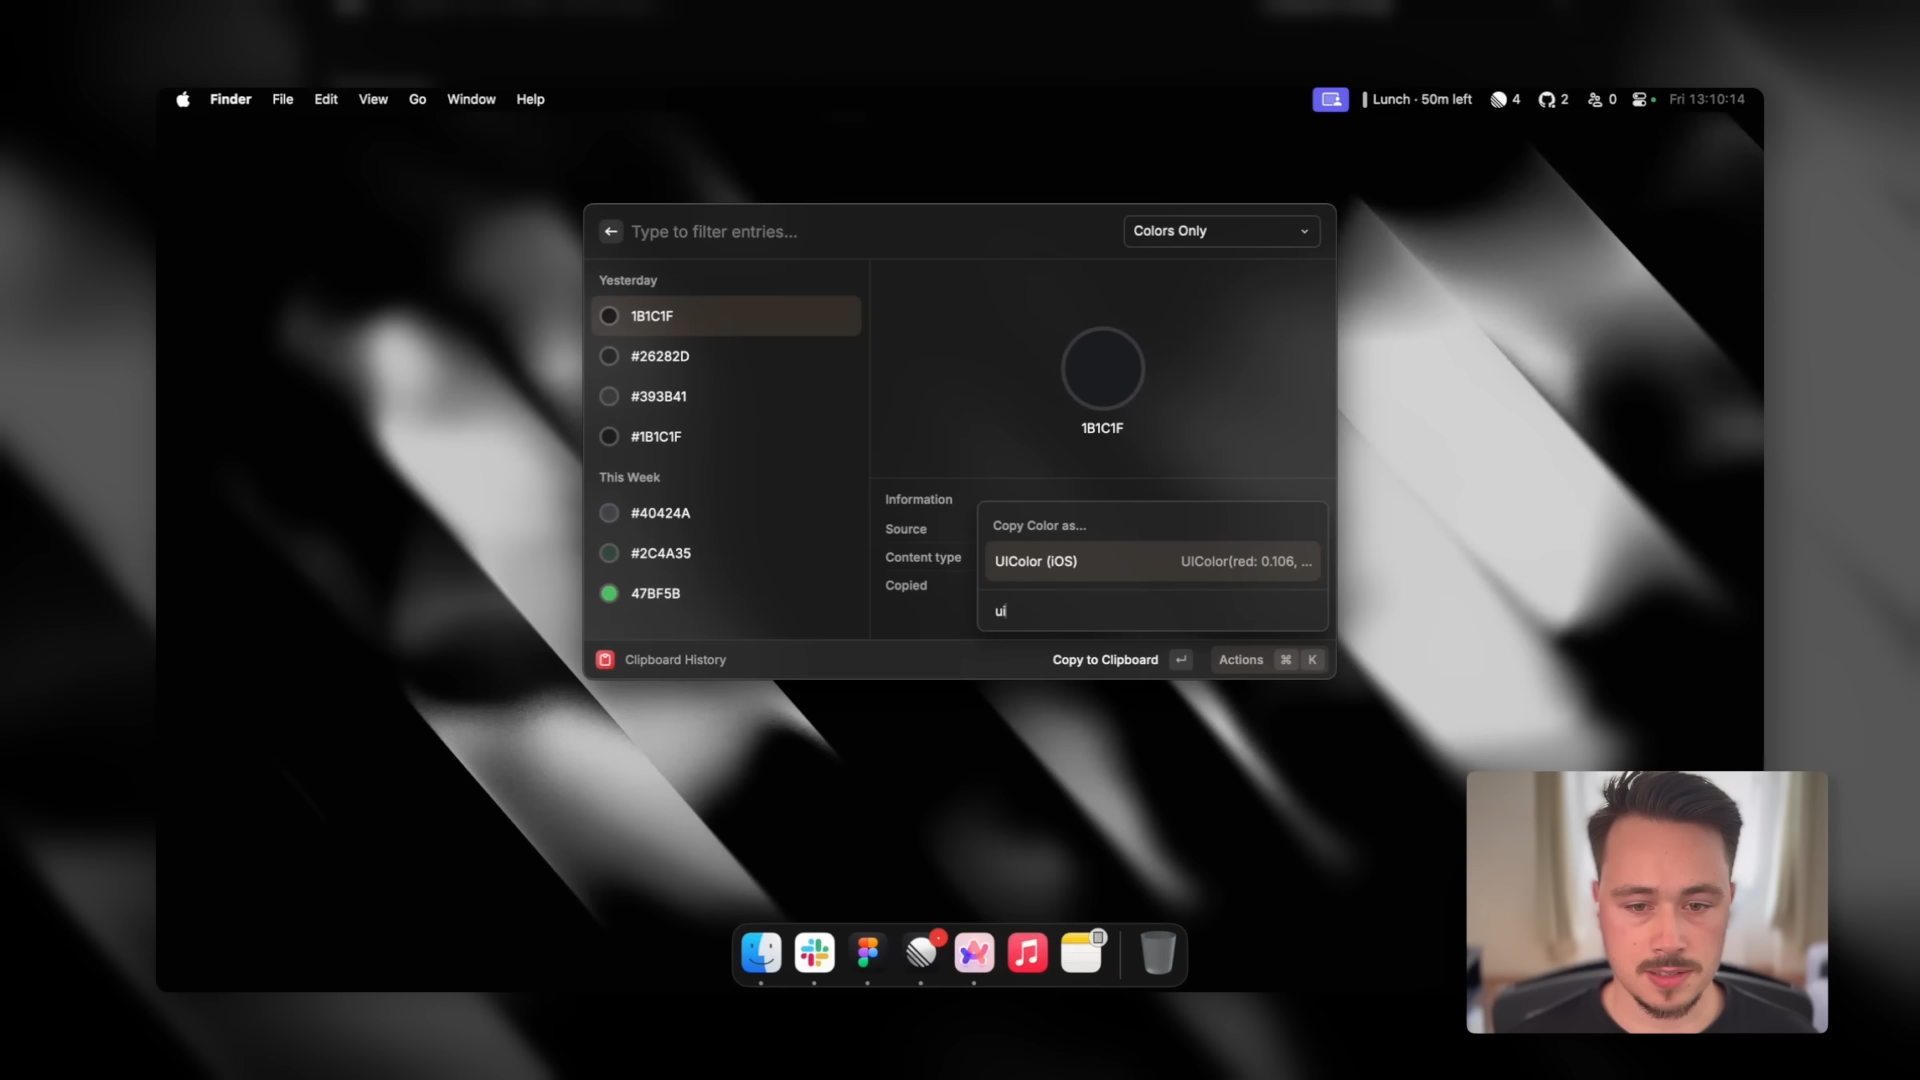 Finder File Edit View Go Window Help
Lunch · 50m left 4 2 0 Fri 13:10:14
Type to filter entries...
Colors Only
Yesterday
1B1C1F
#26282D
#393B41
#1B1C1F
This Week
#40424A
#2C4A35
47BF5B
1B1C1F
Information
Source
Content type
Copied
Copy Color as...
UIColor (iOS) UIColor(red: 0.106, ...
ui
Clipboard History
Copy to Clipboard ↵ Actions ⌘ K